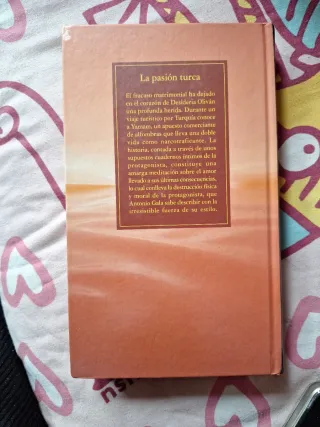 La pasión turca
El fracaso matrimonial ha dejado
en el corazón de Desideria Oliván
una profunda herida. Durante un
viaje turístico por Turquía conoce
a Yamam, un apuesto comerciante
de alfombras que lleva una doble
vida como narcotraficante. La
historia, contada a través de unos
supuestos cuadernos íntimos de la
protagonista, constituye una
amarga meditación sobre el amor
llevado a sus últimas consecuencias,
lo cual conlleva la destrucción física
y moral de la protagonista, que
Antonio Gala sabe describir con la
irresistible fuerza de su estilo.